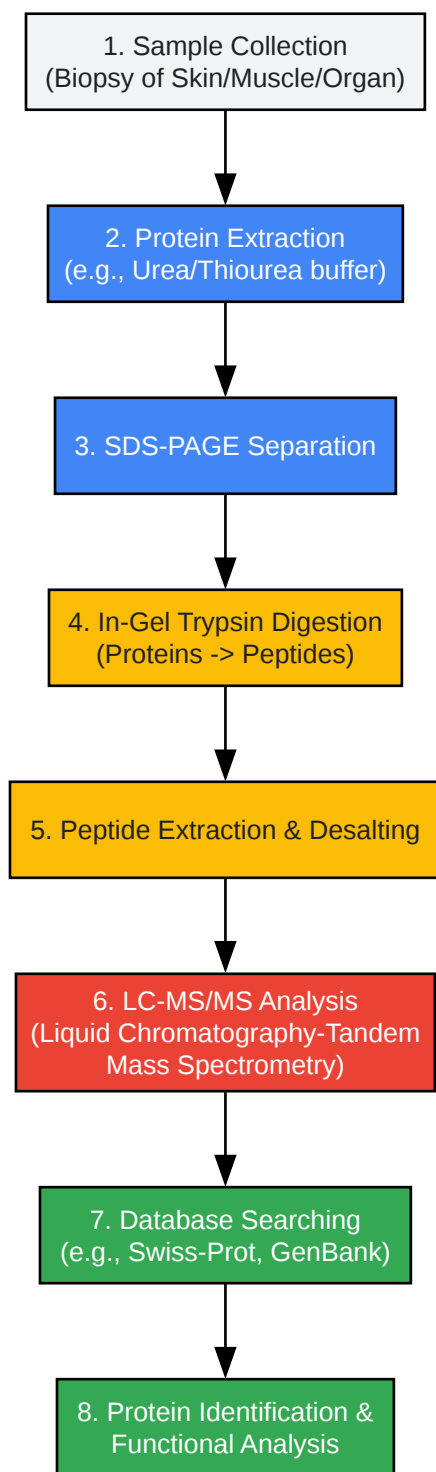 1. Sample Collection
(Biopsy of Skin/Muscle/Organ)
2. Protein Extraction
(e.g., Urea/Thiourea buffer)
3. SDS-PAGE Separation
4. In-Gel Trypsin Digestion
(Proteins -> Peptides)
5. Peptide Extraction & Desalting
6. LC-MS/MS Analysis
(Liquid Chromatography-Tandem
Mass Spectrometry)
7. Database Searching
(e.g., Swiss-Prot, GenBank)
8. Protein Identification &
Functional Analysis